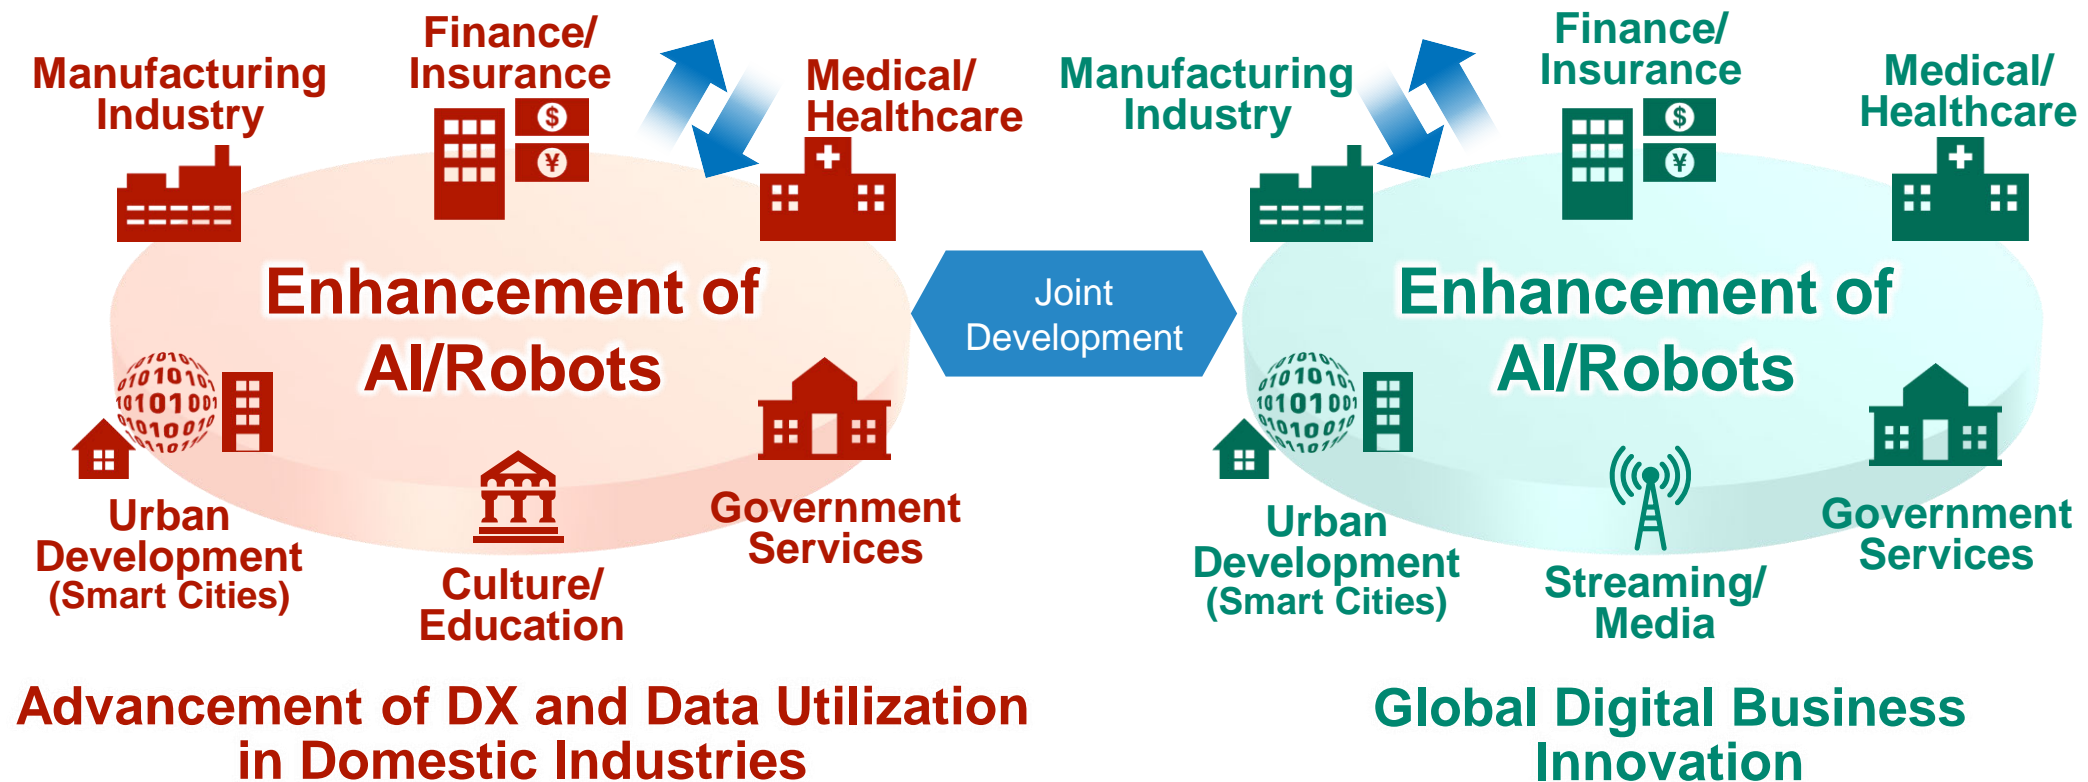 Finance/
Insurance
Manufacturing
Industry
Medical/
Healthcare
$
¥
Enhancement of
AI/Robots
Urban
Development
(Smart Cities)
Culture/
Education
Government
Services
Advancement of DX and Data Utilization
in Domestic Industries
Joint
Development
Finance/
Insurance
Manufacturing
Industry
Medical/
Healthcare
$
¥
Enhancement of
AI/Robots
Urban
Development
(Smart Cities)
Streaming/
Media
Government
Services
Global Digital Business
Innovation